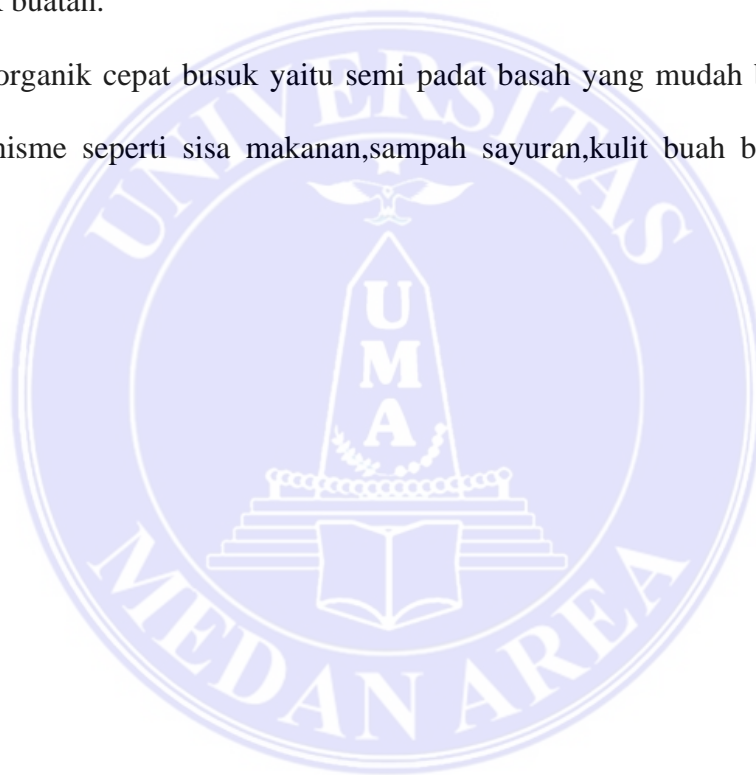 buatan.
organik cepat busuk yaitu semi padat basah yang mudah
nisme seperti sisa makanan,sampah sayuran,kulit buah b
UNIVERSITAS
UMA
MEDAN AREA